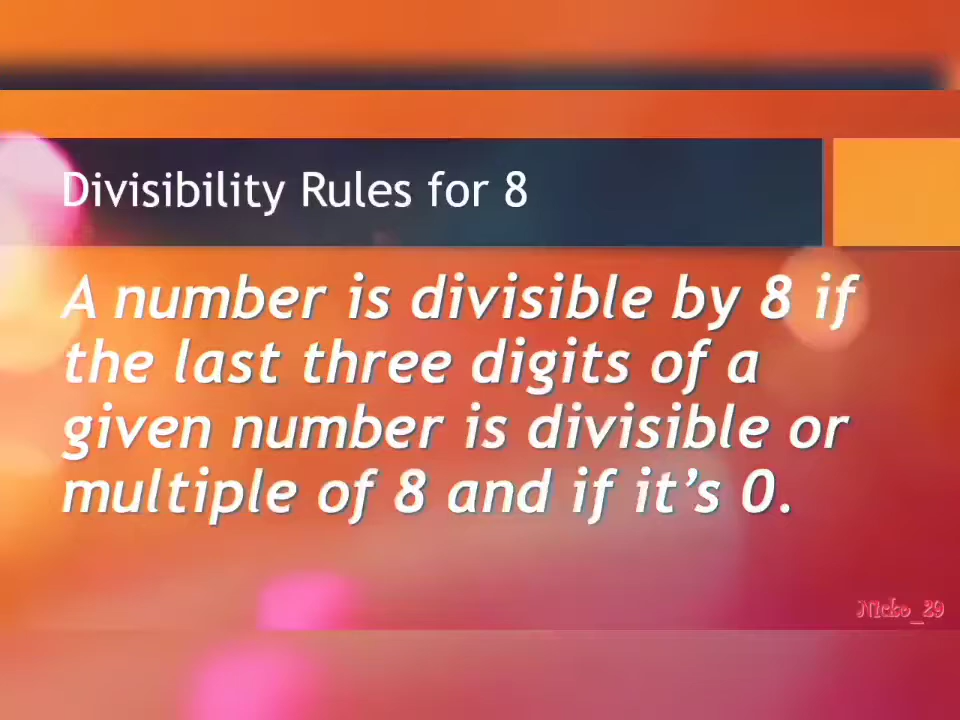 Divisibility Rules for 8
A number is divisible by 8 if
the last three digits of a
given number is divisible or
multiple of 8 and if it’s 0.
Nicko_29